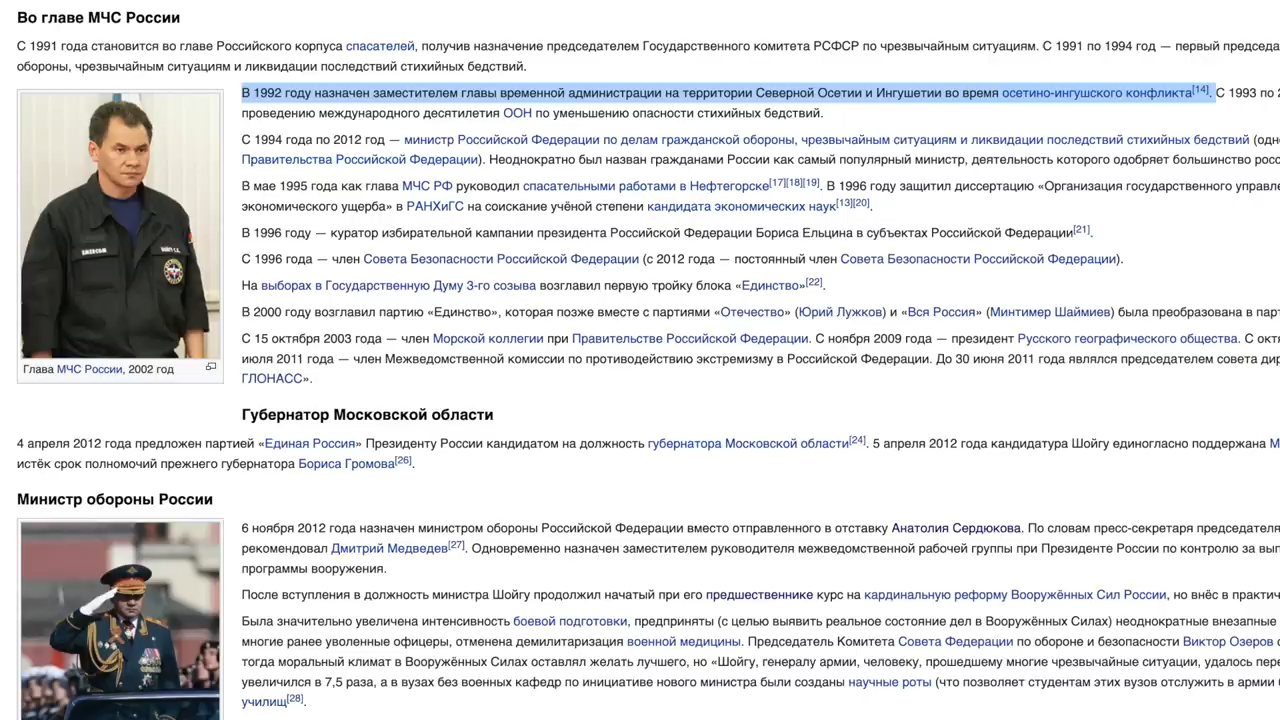 Во главе МЧС России
С 1991 года становится во главе Российского корпуса спасателей, получив назначение председателем Государственного комитета РСФСР по чрезвычайным ситуациям. С 1991 по 1994 год — первый
обороны, чрезвычайным ситуациям и ликвидации последствий стихийных бедствий.
В 1992 году назначен заместителем главы временной администрации на территории Северной Осетии и Ингушетии во время осетино-ингушского конфликта[14]. С 1993 по
проведению международного десятилетия ООН по уменьшению опасности стихийных бедствий.
С 1994 года по 2012 год — министр Российской Федерации по делам гражданской обороны, чрезвычайным ситуациям и ликвидации последствий стихийных бедствий
Правительства Российской Федерации). Неоднократно был назван гражданами России как самый популярный министр, деятельность которого одобряет большинство
В мае 1995 года как глава МЧС РФ руководил спасательными работами в Нефтегорске[17][18][19]. В 1996 году защитил диссертацию «Организация государственного
экономического ущерба» в РАНХиГС на соискание учёной степени кандидата экономических наук[13][20].
В 1996 году — куратор избирательной кампании президента Российской Федерации Бориса Ельцина в субъектах Российской Федерации[21].
С 1996 года — член Совета Безопасности Российской Федерации (с 2012 года — постоянный член Совета Безопасности Российской Федерации).
На выборах в Государственную Думу 3-го созыва возглавил первую тройку блока «Единство»[22].
В 2000 году возглавил партию «Единство», которая позже вместе с партиями «Отечество» (Юрий Лужков) и «Вся Россия» (Минтимер Шаймиев) была преобразована в
С 15 октября 2003 года — член Морской коллегии при Правительстве Российской Федерации. С ноября 2009 года — президент Русского географического общества. С
июля 2011 года — член Межведомственной комиссии по противодействию экстремизму в Российской Федерации. До 30 июня 2011 года являлся председателем совета
ГЛОНАСС».
Глава МЧС России, 2002 год
Губернатор Московской области
4 апреля 2012 года предложен партией «Единая Россия» Президенту России кандидатом на должность губернатора Московской области[24]. 5 апреля 2012 года кандидатура Шойгу единогласно поддержана
истёк срок полномочий прежнего губернатора Бориса Громова[26].
Министр обороны России
6 ноября 2012 года назначен министром обороны Российской Федерации вместо отправленного в отставку Анатолия Сердюкова. По словам пресс-секретаря председателя
рекомендовал Дмитрий Медведев[27]. Одновременно назначен заместителем руководителя межведомственной рабочей группы при Президенте России по контролю за
программы вооружения.
После вступления в должность министра Шойгу продолжил начатый при его предшественнике курс на кардинальную реформу Вооружённых Сил России, но внёс в
Была значительно увеличена интенсивность боевой подготовки, предприняты (с целью выявить реальное состояние дел в Вооружённых Силах) неоднократные внезапные
многие ранее уволенные офицеры, отменена демилитаризация военной медицины. Председатель Комитета Совета Федерации по обороне и безопасности Виктор Озеров
тогда моральный климат в Вооружённых Силах оставлял желать лучшего, но «Шойгу, генералу армии, человеку, прошедшему многие чрезвычайные ситуации, удалось
увеличился в 7,5 раза, а в вузах без военных кафедр по инициативе нового министра были созданы научные роты (что позволяет студентам этих вузов отслужить в армии
училищ[28].